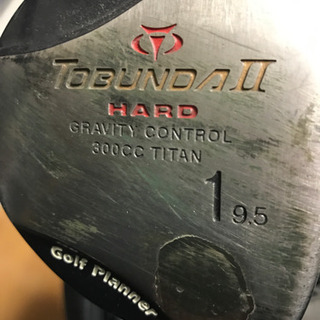 TOBUNDA II
HARD
GRAVITY CONTROL
300CC TITAN
1 9.5
Golf Planner